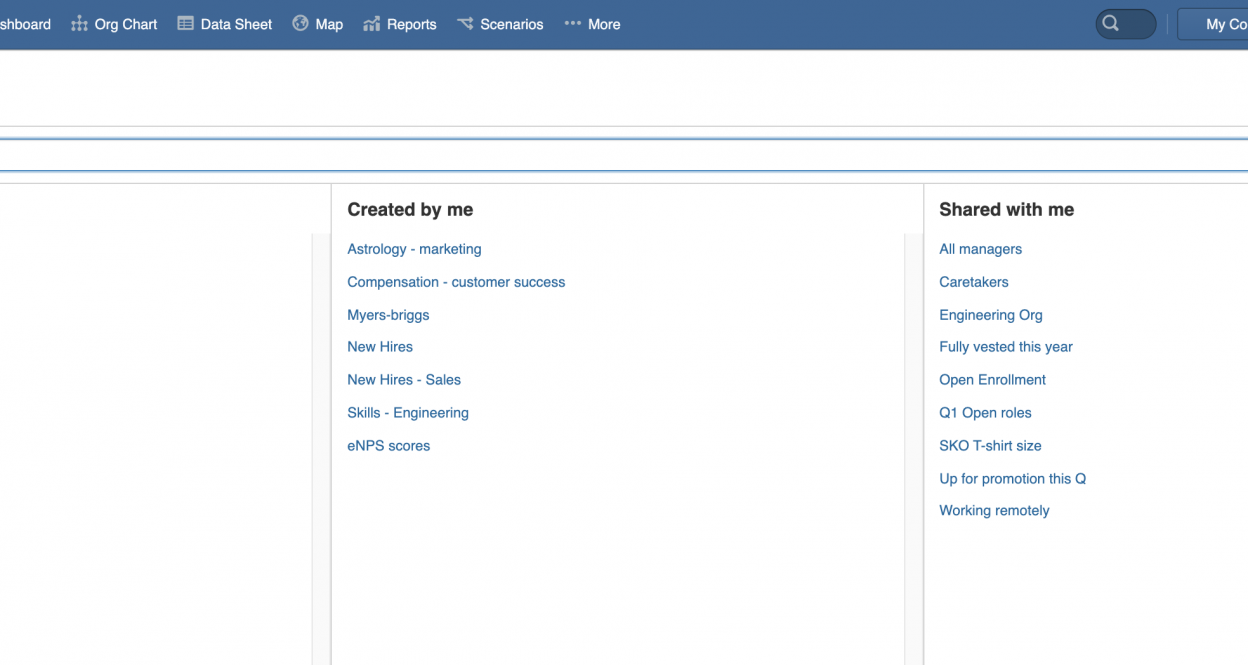 shboard Org Chart Data Sheet Map Reports Scenarios More My Co
Created by me
Astrology - marketing
Compensation - customer success
Myers-briggs
New Hires
New Hires - Sales
Skills - Engineering
eNPS scores
Shared with me
All managers
Caretakers
Engineering Org
Fully vested this year
Open Enrollment
Q1 Open roles
SKO T-shirt size
Up for promotion this Q
Working remotely